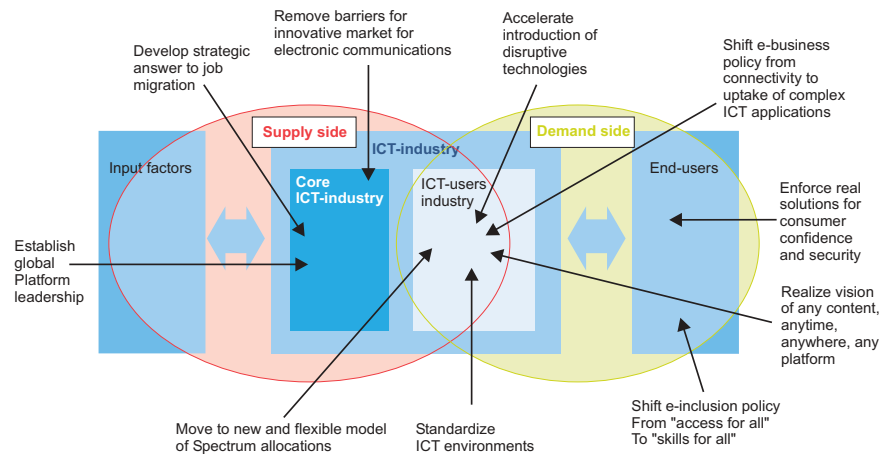 Remove barriers for
innovative market for
electronic communications
Accelerate
introduction of
disruptive
technologies
Develop strategic
answer to job
migration
Shift e-business
policy from
connectivity to
uptake of complex
ICT applications
Supply side
Demand side
ICT-industry
Input factors
Core
ICT-industry
ICT-users
industry
End-users
Enforce real
solutions for
consumer
confidence
and security
Establish
global
Platform
leadership
Realize vision
of any content,
anytime,
anywhere, any
platform
Move to new and flexible model
of Spectrum allocations
Standardize
ICT environments
Shift e-inclusion policy
From "access for all"
To "skills for all"